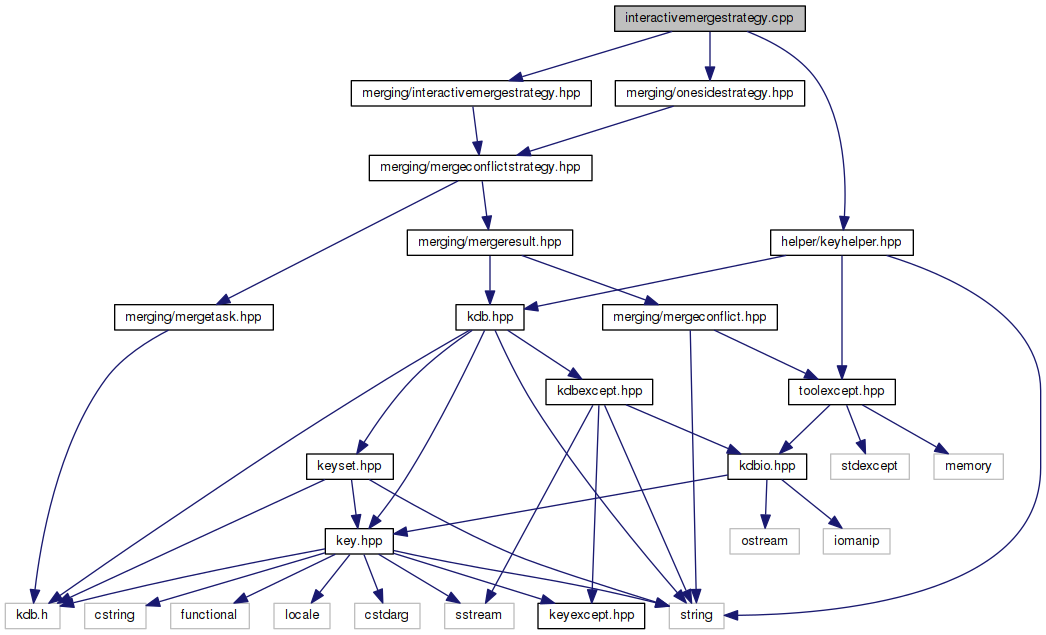 interactivemergestrategy.cpp
merging/interactivemergestrategy.hpp
merging/onesidestrategy.hpp
merging/mergeconflictstrategy.hpp
merging/mergeresult.hpp
helper/keyhelper.hpp
merging/mergetask.hpp
kdb.hpp
merging/mergeconflict.hpp
kdbexcept.hpp
toolexcept.hpp
keyset.hpp
kdbio.hpp
stdexcept
memory
key.hpp
ostream
iomanip
kdb.h
cstring
functional
locale
cstdarg
sstream
keyexcept.hpp
string